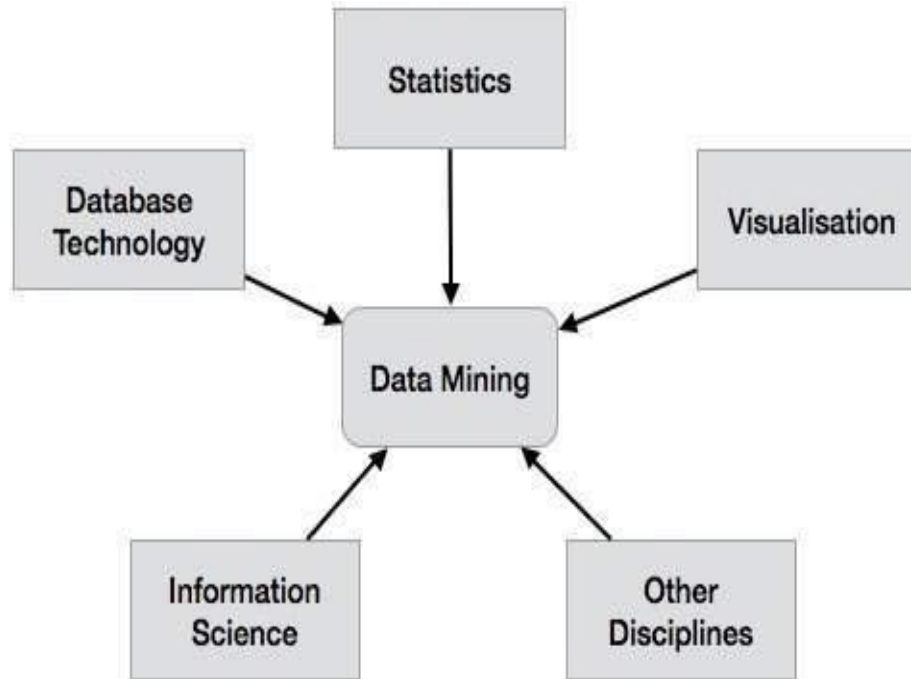 Statistics
Database
Technology
Visualisation
Data Mining
Information
Science
Other
Disciplines